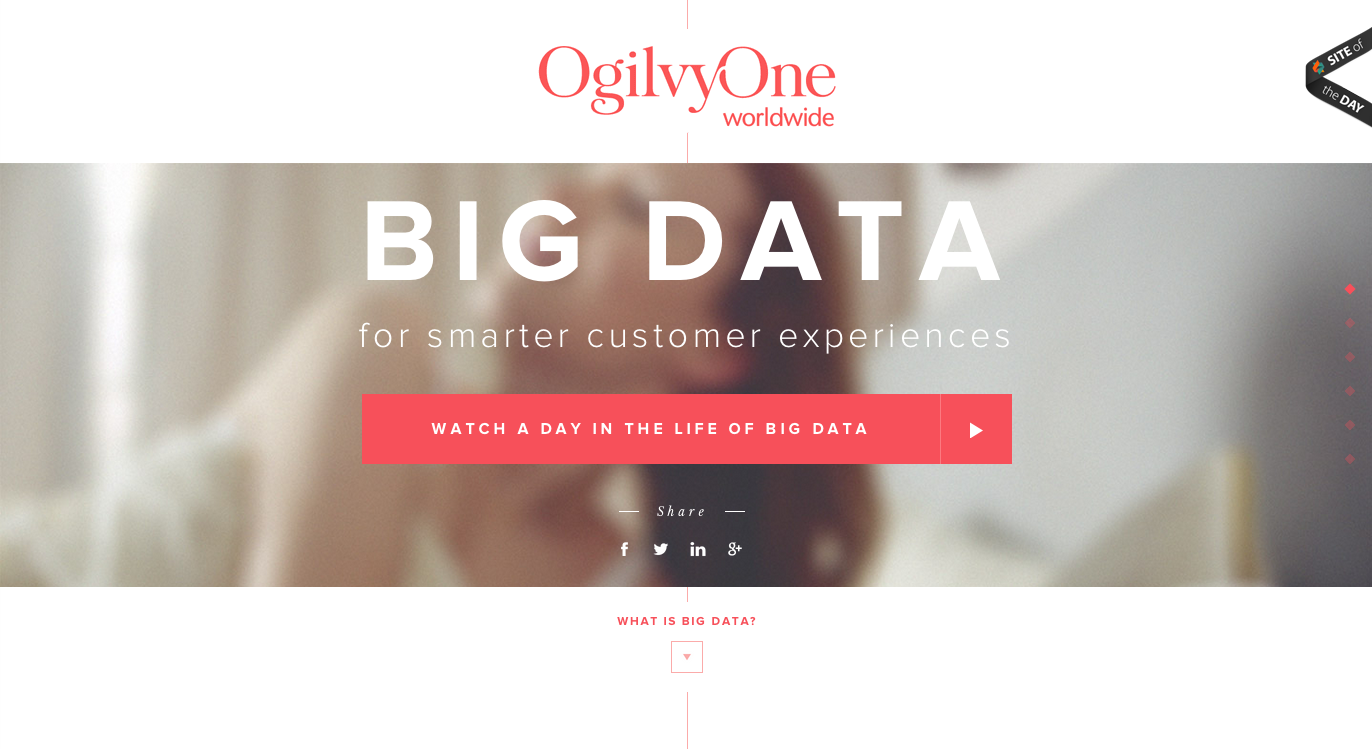 OgilvyOne
worldwide
SITE of
the DAY
BIG DATA
for smarter customer experiences
WATCH A DAY IN THE LIFE OF BIG DATA
Share
WHAT IS BIG DATA?